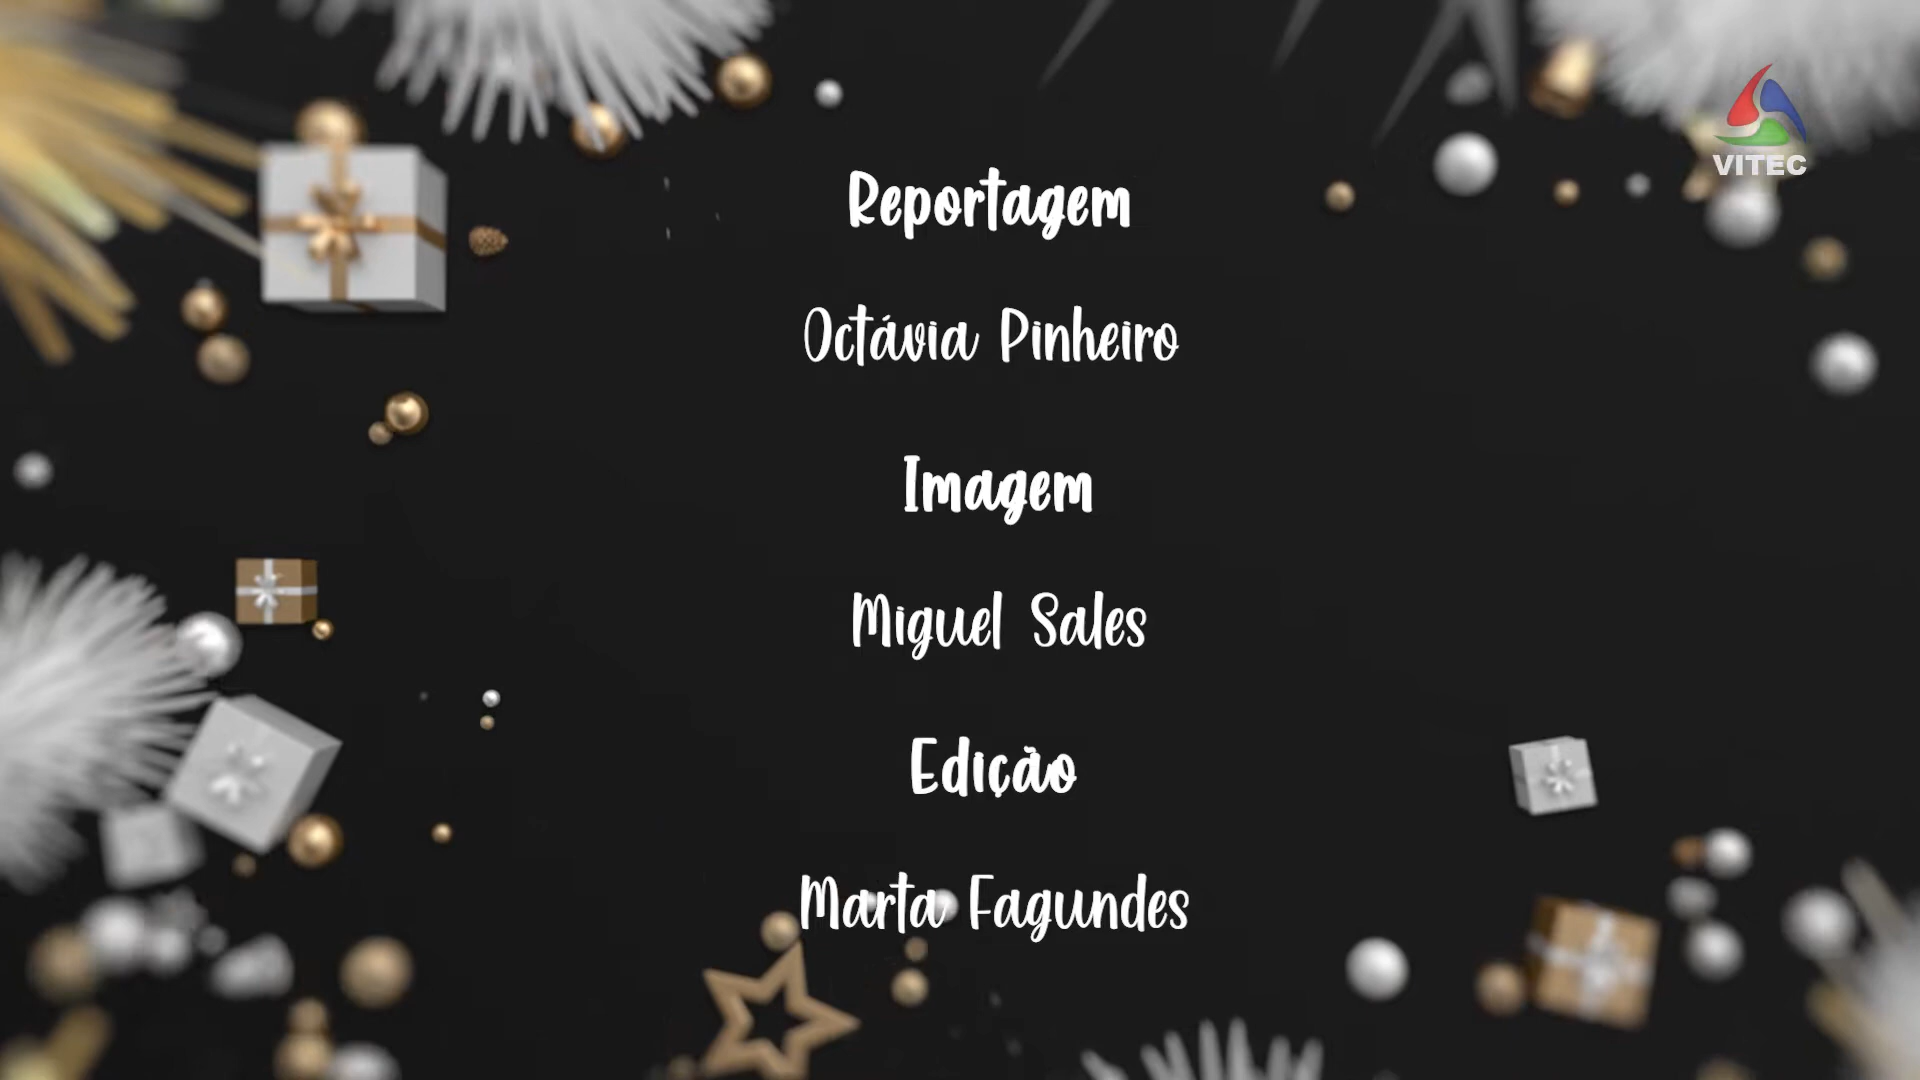 VITEC
Reportagem
Octávia Pinheiro
Imagem
Miguel Sales
Edição
Marta Fagundes